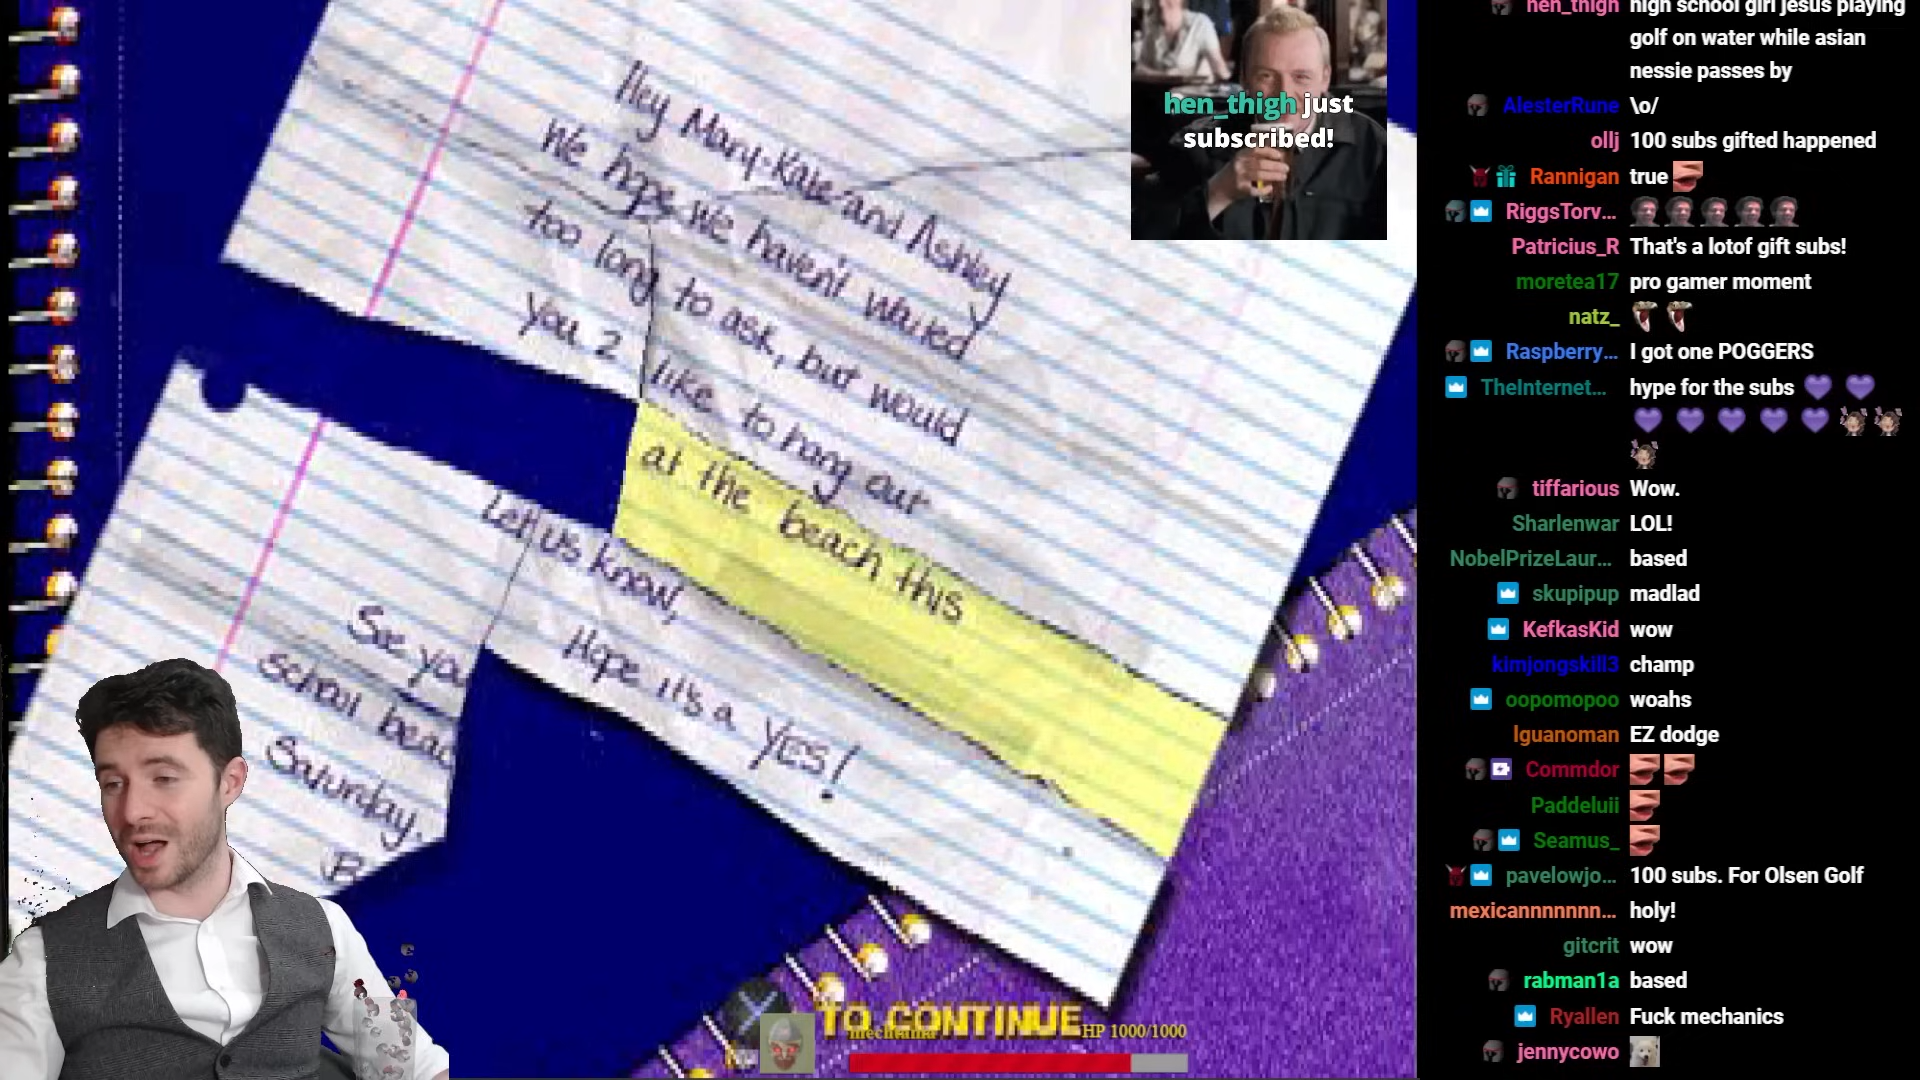 Hey Mary-Kate and Ashley
We hope we haven't waited
too long to ask, but would
you 2 like to hang out
at the beach this
Let us know,
Hope it's a YES!
See you
school beac
Saturday.
B
TO CONTINUE
HP 1000/1000
hen_thigh just
subscribed!
hen_thigh high school girl jesus playing
golf on water while asian
nessie passes by
AlesterRune \o/
ollj 100 subs gifted happened
Rannigan true
RiggsTorv...
Patricius_R That's a lotof gift subs!
moretea17 pro gamer moment
natz_
Raspberry... I got one POGGERS
TheInternet... hype for the subs
tiffarious Wow.
Sharlenwar LOL!
NobelPrizeLaur... based
skupipup madlad
KefkasKid wow
kimjongskill3 champ
oopomopoo woahs
Iguanoman EZ dodge
Commdor
Paddeluii
Seamus_
pavelowjo... 100 subs. For Olsen Golf
mexicannnnnnn... holy!
gitcrit wow
rabman1a based
Ryallen Fuck mechanics
jennycowo